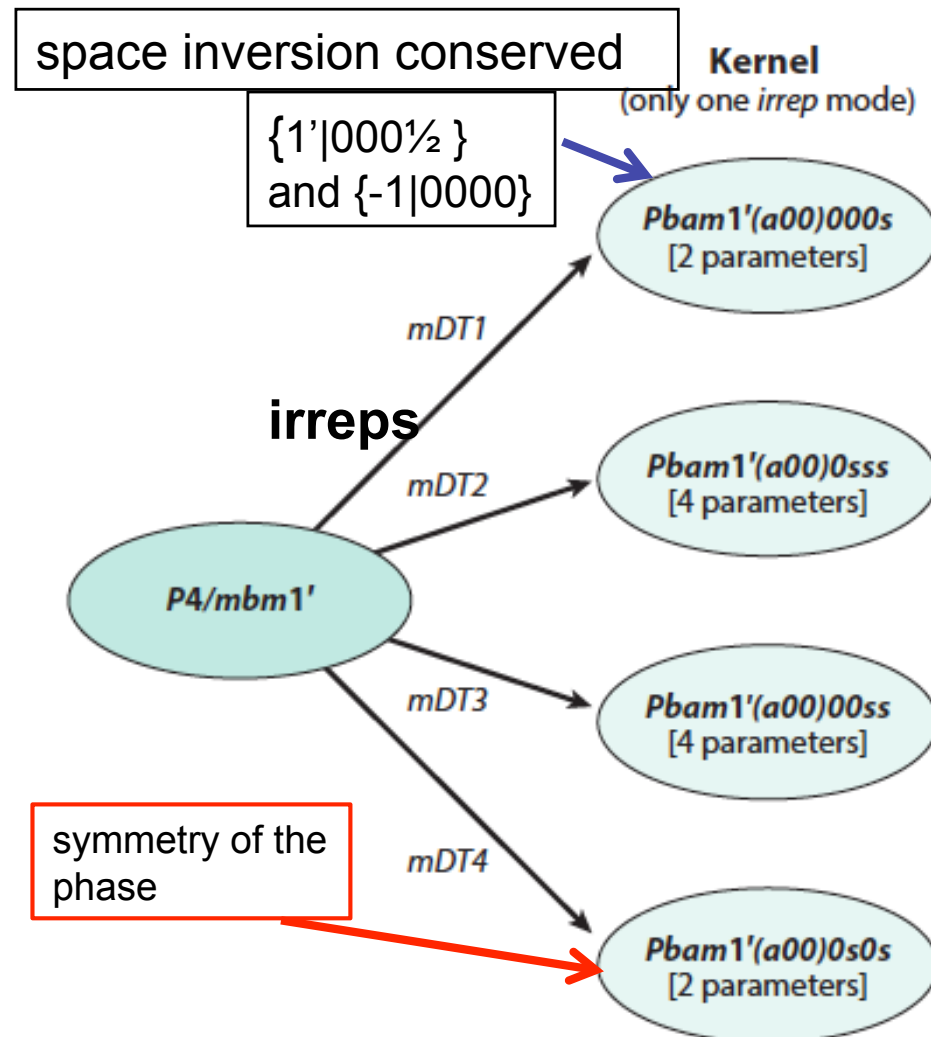 space inversion conserved
Kernel
(only one irrep mode)
{1’|000½ }
and {-1|0000}
Pbam1′(a00)000s
[2 parameters]
mDT1
irreps
Pbam1′(a00)0sss
[4 parameters]
mDT2
P4/mbm1′
Pbam1′(a00)00ss
[4 parameters]
mDT3
symmetry of the
phase
mDT4
Pbam1′(a00)0s0s
[2 parameters]